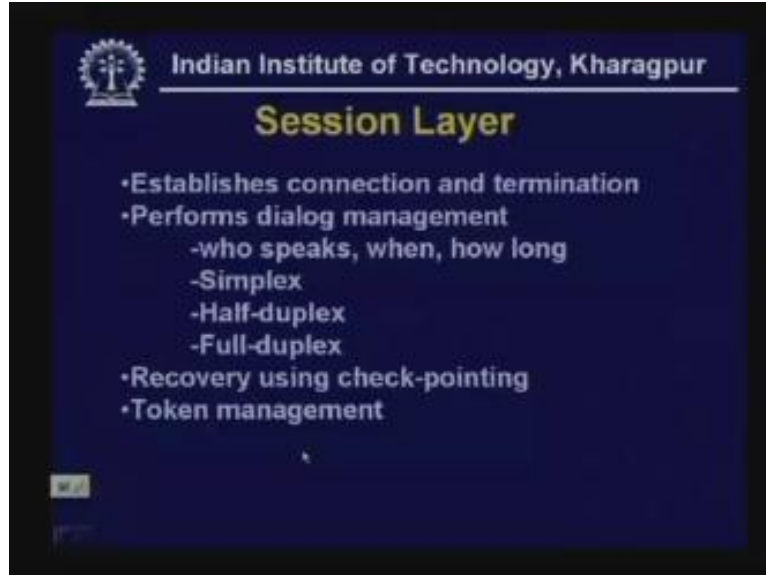 Indian Institute of Technology, Kharagpur
Session Layer
•Establishes connection and termination
•Performs dialog management
-who speaks, when, how long
-Simplex
-Half-duplex
-Full-duplex
•Recovery using check-pointing
•Token management